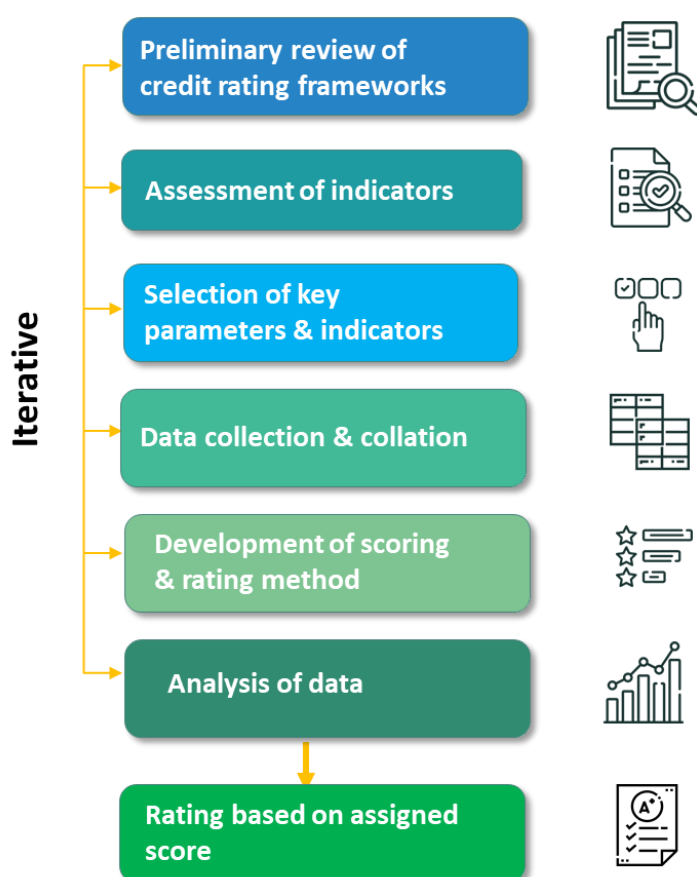 Preliminary review of
credit rating frameworks
Assessment of indicators
Selection of key
parameters & indicators
Iterative
Data collection & collation
Development of scoring
& rating method
Analysis of data
Rating based on assigned
score
A+